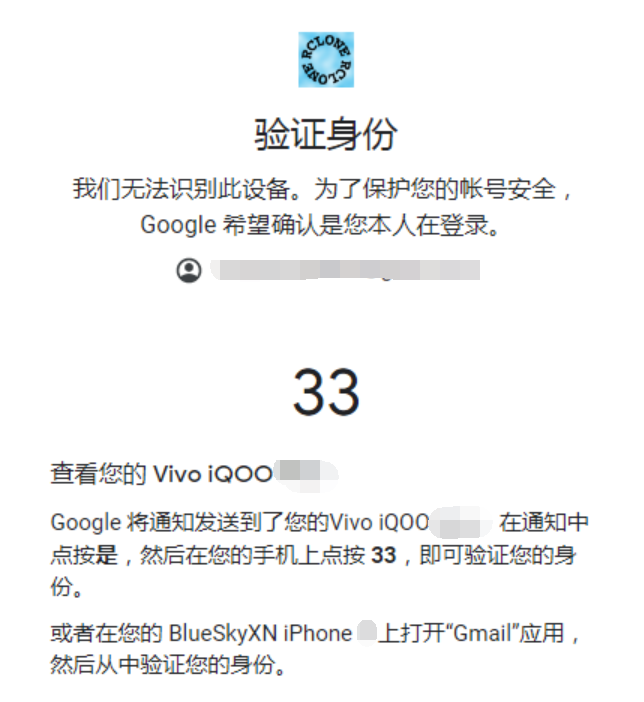 RCLONE RCLONE
验证身份
我们无法识别此设备。为了保护您的帐号安全，
Google 希望确认是您本人在登录。
33
查看您的 Vivo iQOO
Google 将通知发送到了您的Vivo iQOO 在通知中
点按是，然后在您的手机上点按 33，即可验证您的身
份。
或者在您的 BlueSkyXN iPhone 上打开“Gmail”应用，
然后从中验证您的身份。